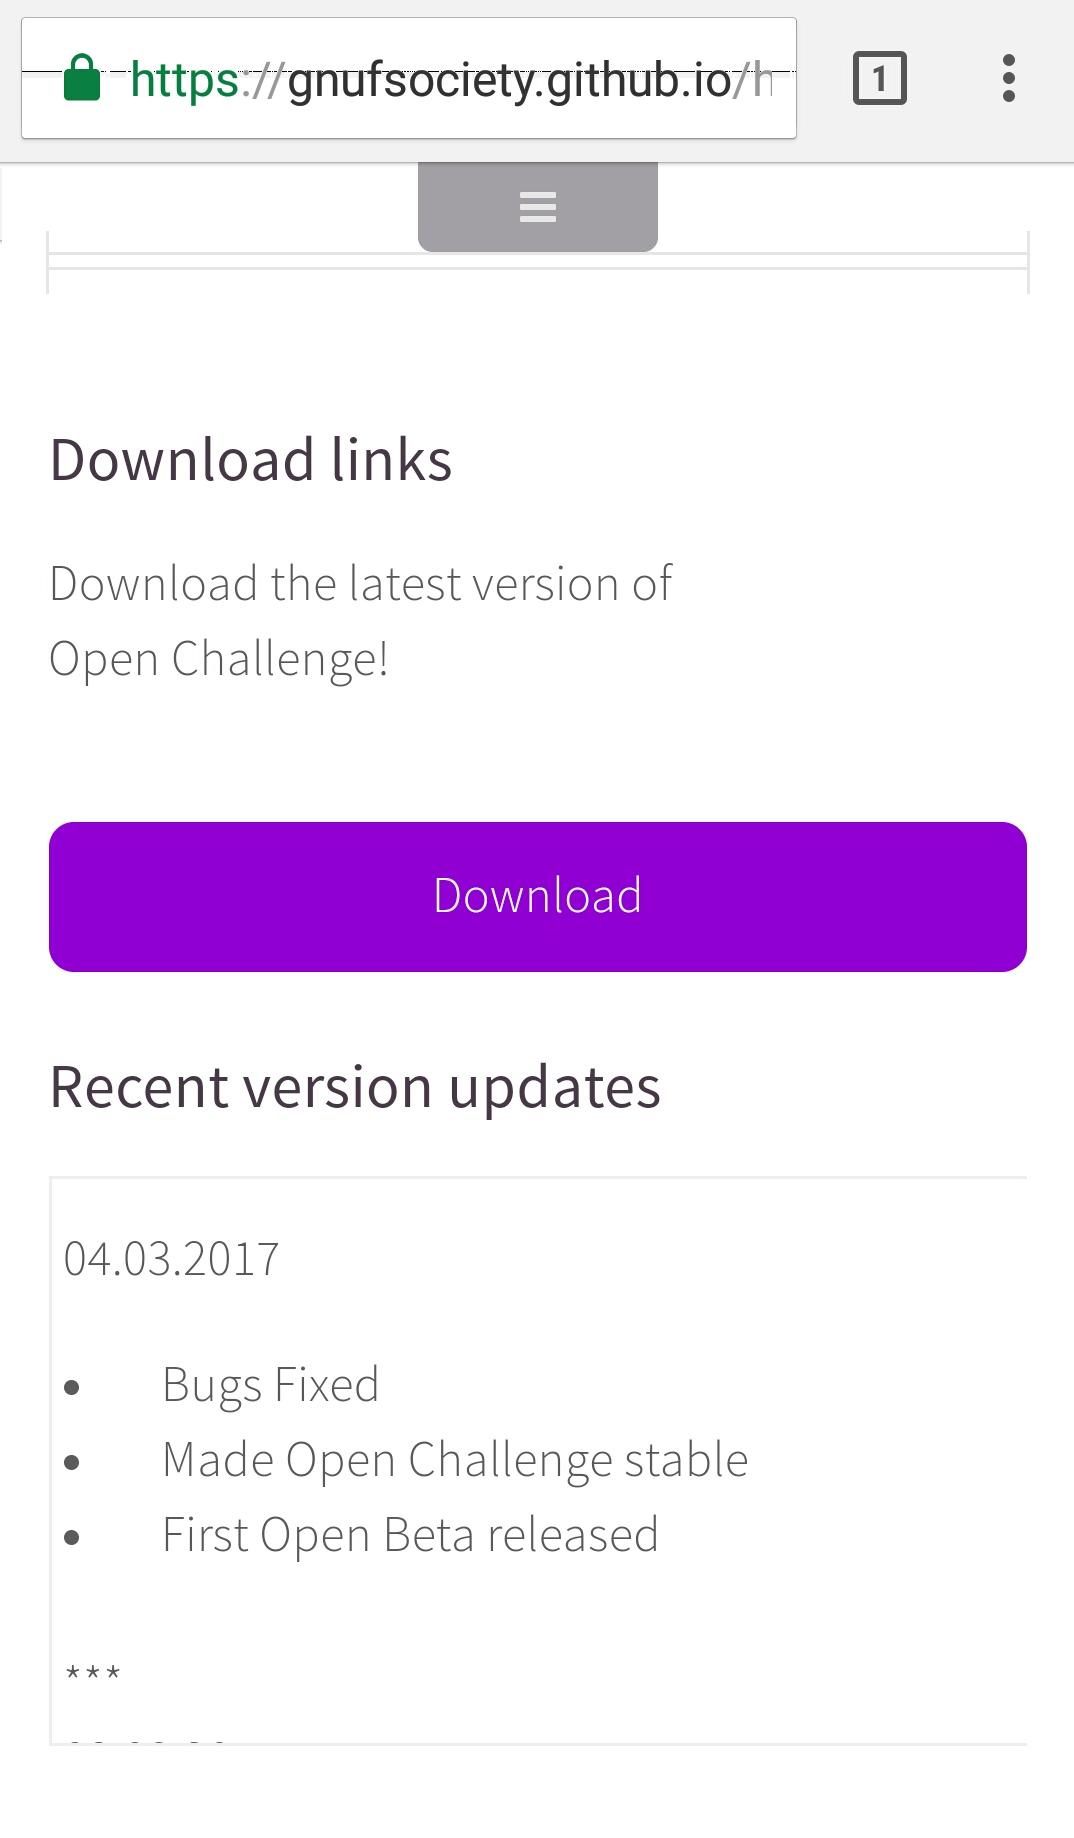 https://gnufsociety.github.io/h
1
Download links
Download the latest version of
Open Challenge!
Download
Recent version updates
04.03.2017
• Bugs Fixed
• Made Open Challenge stable
• First Open Beta released
***